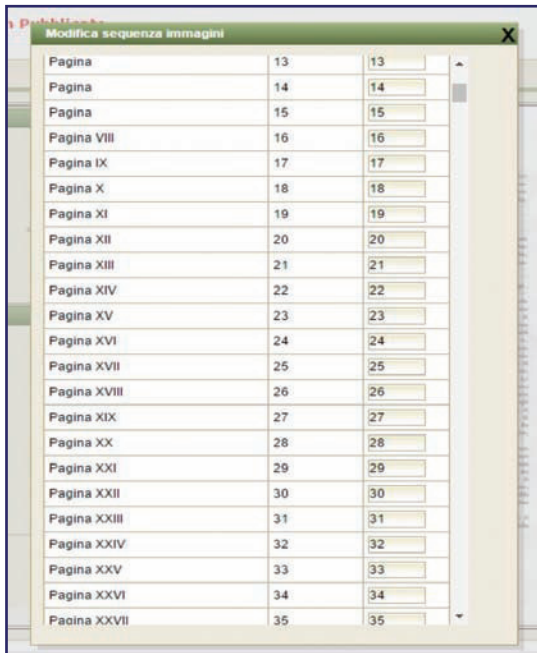 Modifica sequenza immagini X
Pagina 13 13
Pagina 14 14
Pagina 15 15
Pagina VIII 16 16
Pagina IX 17 17
Pagina X 18 18
Pagina XI 19 19
Pagina XII 20 20
Pagina XIII 21 21
Pagina XIV 22 22
Pagina XV 23 23
Pagina XVI 24 24
Pagina XVII 25 25
Pagina XVIII 26 26
Pagina XIX 27 27
Pagina XX 28 28
Pagina XXI 29 29
Pagina XXII 30 30
Pagina XXIII 31 31
Pagina XXIV 32 32
Pagina XXV 33 33
Pagina XXVI 34 34
Pagina XXVII 35 35